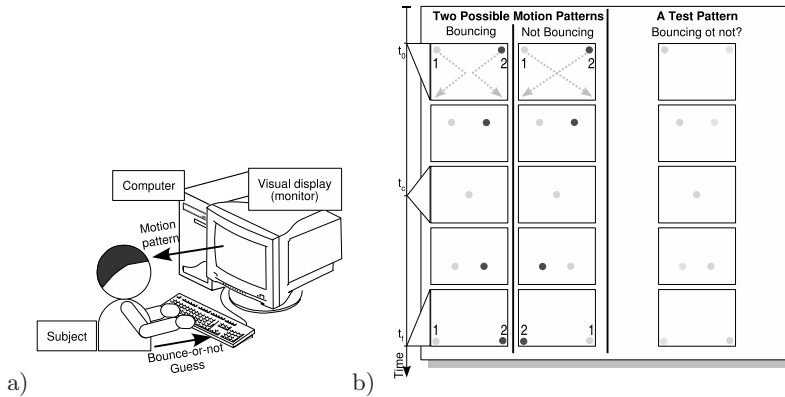 Computer
Visual display
(monitor)
Motion
pattern
Subject
Bounce-or-not
Guess
a)
Two Possible Motion Patterns
A Test Pattern
Bouncing
Not Bouncing
Bouncing ot not?
t0
1 2
1 2
tc
tf
1 2
2 1
Time
b)